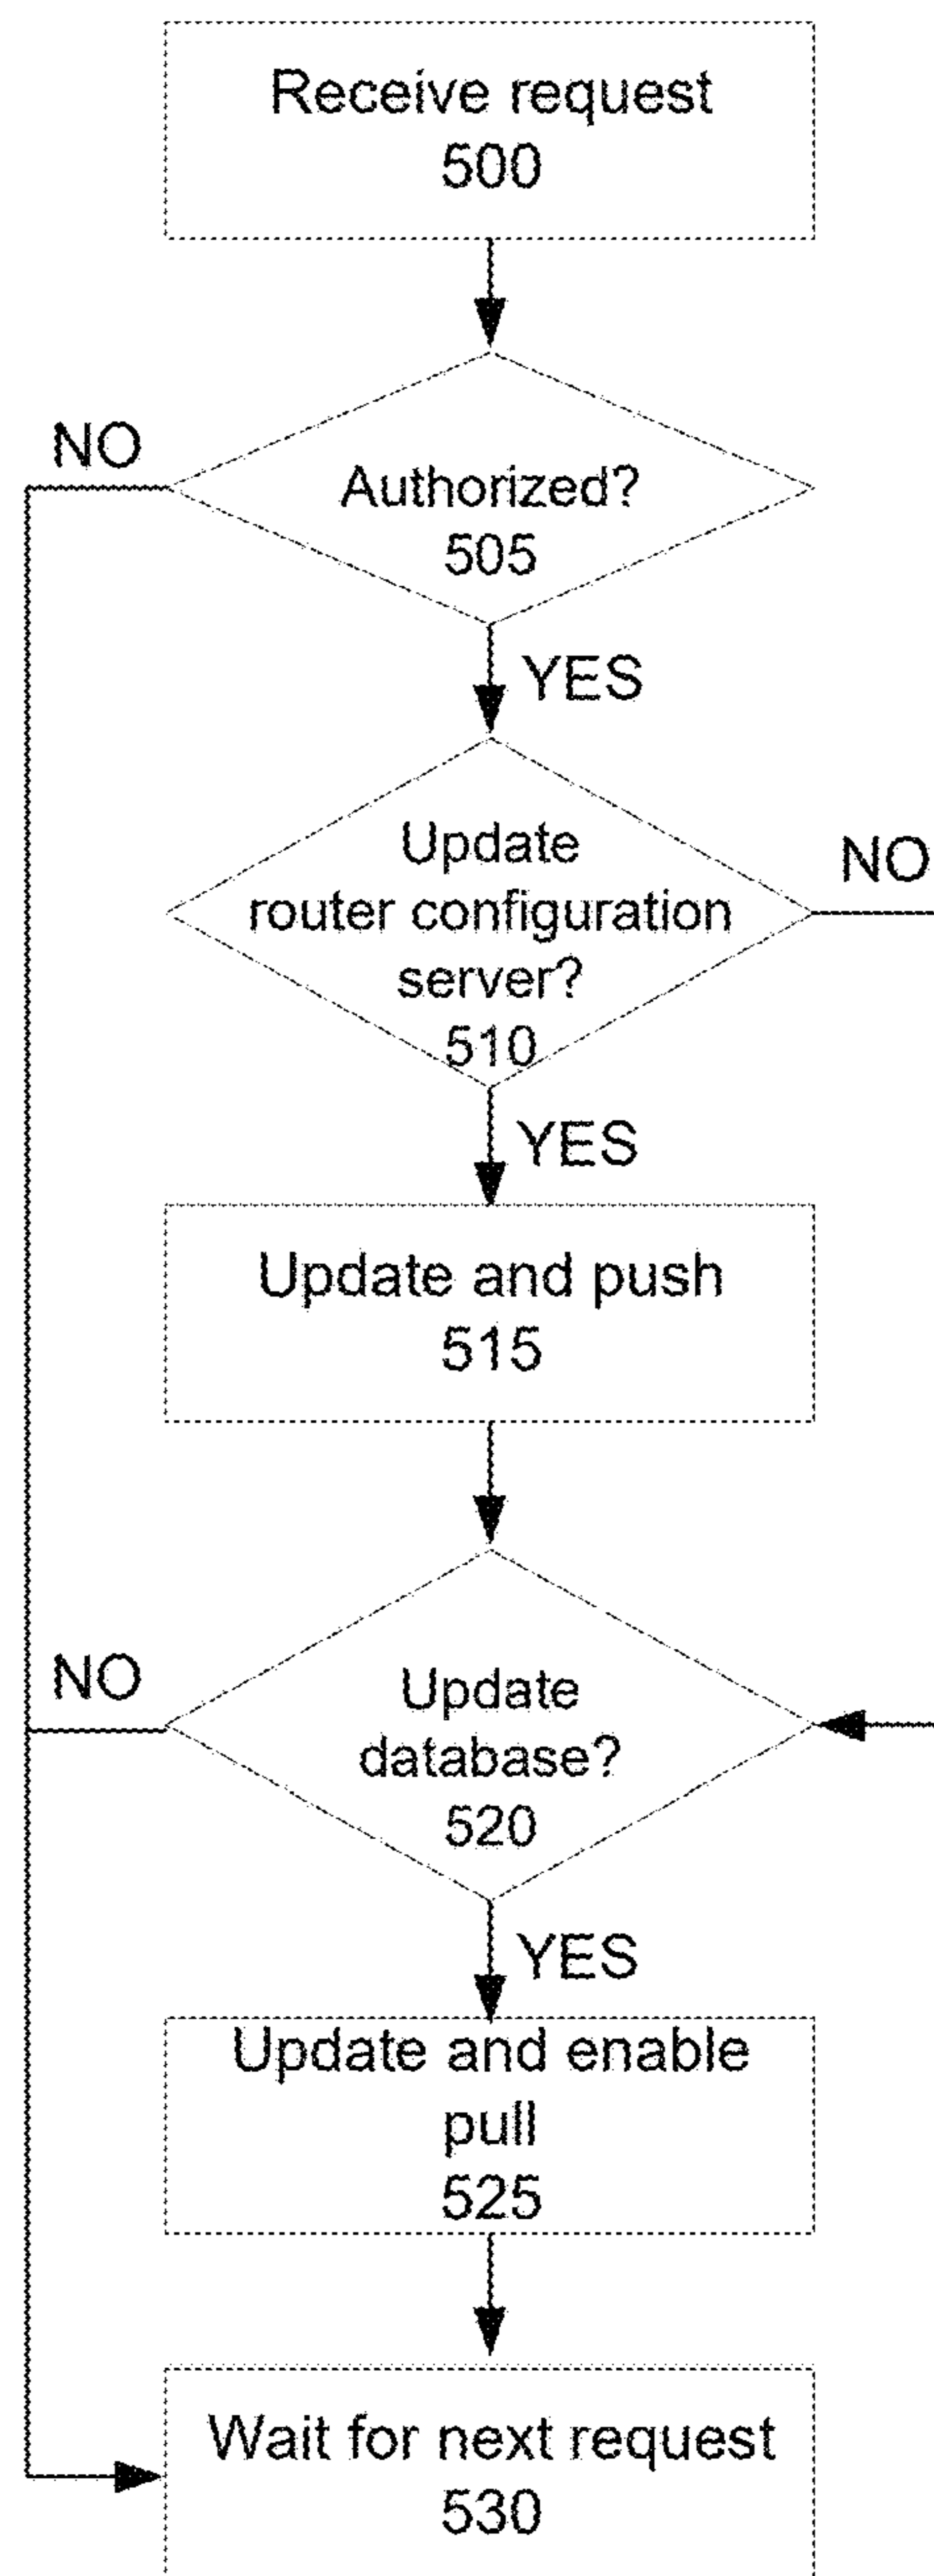 Receive request
500
NO
Authorized?
505
YES
Update
router configuration
server?
510
NO
YES
Update and push
515
NO
Update
database?
520
YES
Update and enable
pull
525
Wait for next request
530